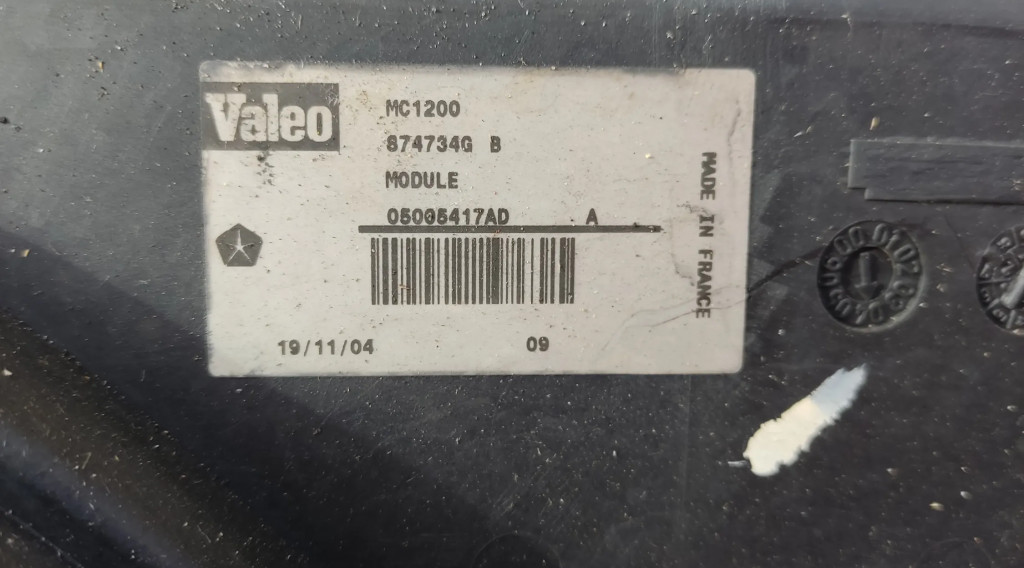 Valeo
MC1200
874734G B
MODULE
05005417AD A
MADE IN FRANCE
19/11/04 09